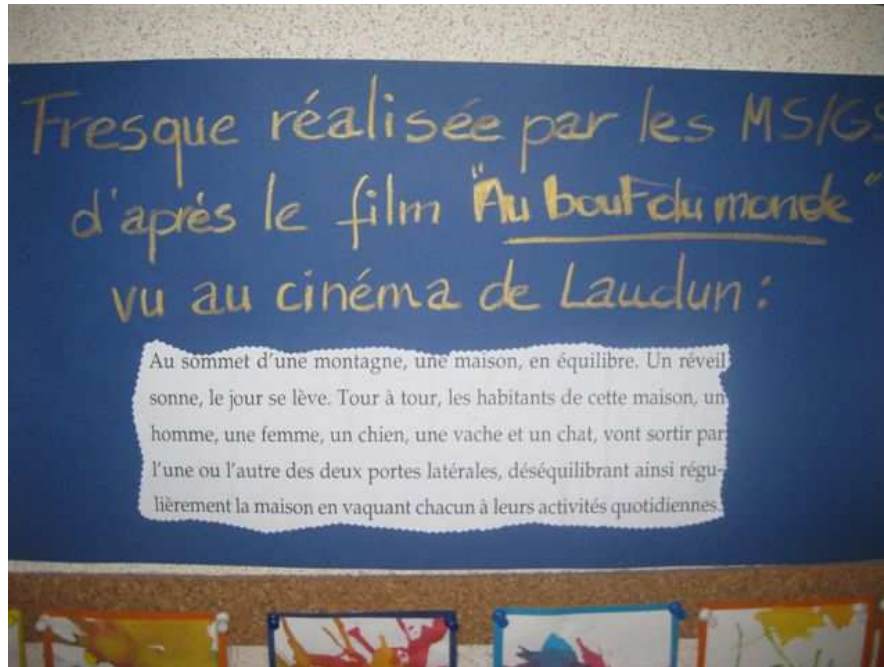 Fresque réalisée par les MS/GS
d'après le film "Au bout du monde"
vu au cinéma de Laudun :
Au sommet d'une montagne, une maison, en équilibre. Un réveil
sonne, le jour se lève. Tour à tour, les habitants de cette maison, un
homme, une femme, un chien, une vache et un chat, vont sortir par
l'une ou l'autre des deux portes latérales, déséquilibrant ainsi régu-
lièrement la maison en vaquant chacun à leurs activités quotidiennes.